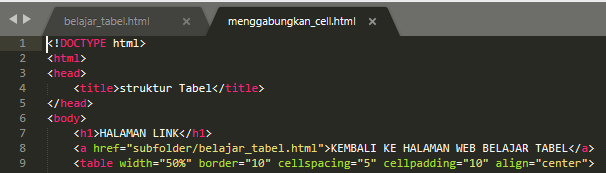 belajar_tabel.html × menggabungkan_cell.html ×
1 <!DOCTYPE html>
2 <html>
3 <head>
4 <title>struktur Tabel</title>
5 </head>
6 <body>
7 <h1>HALAMAN LINK</h1>
8 <a href="subfolder/belajar_tabel.html">KEMBALI KE HALAMAN WEB BELAJAR TABEL</a>
9 <table width="50%" border="10" cellspacing="5" cellpadding="10" align="center">